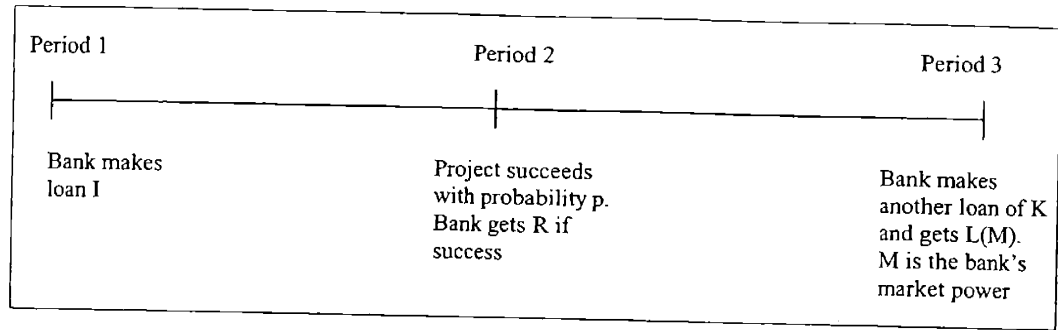 Period 1
Period 2
Period 3
Bank makes
loan I
Project succeeds
with probability p.
Bank gets R if
success
Bank makes
another loan of K
and gets L(M).
M is the bank's
market power